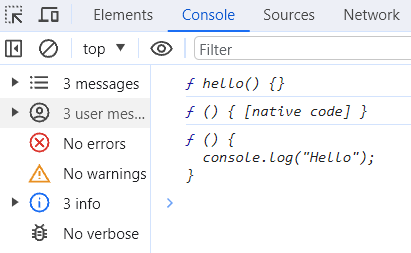 Elements
Console
Sources
Network
top
Filter
3 messages
3 user mes...
No errors
No warnings
3 info
No verbose
ƒ hello() {}
ƒ () { [native code] }
ƒ () {
  console.log("Hello");
}